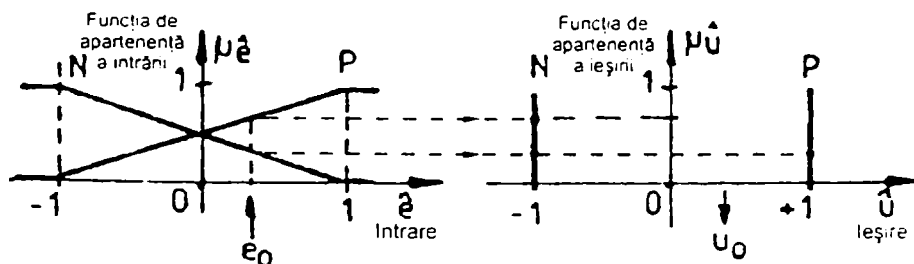 Funcția de
apartenență
a intrării
μê
N
P
1
-1
0
1
ê
Intrare
e₀
Funcția de
apartenență
a ieșirii
μû
N
P
1
-1
0
+1
û
Ieșire
u₀